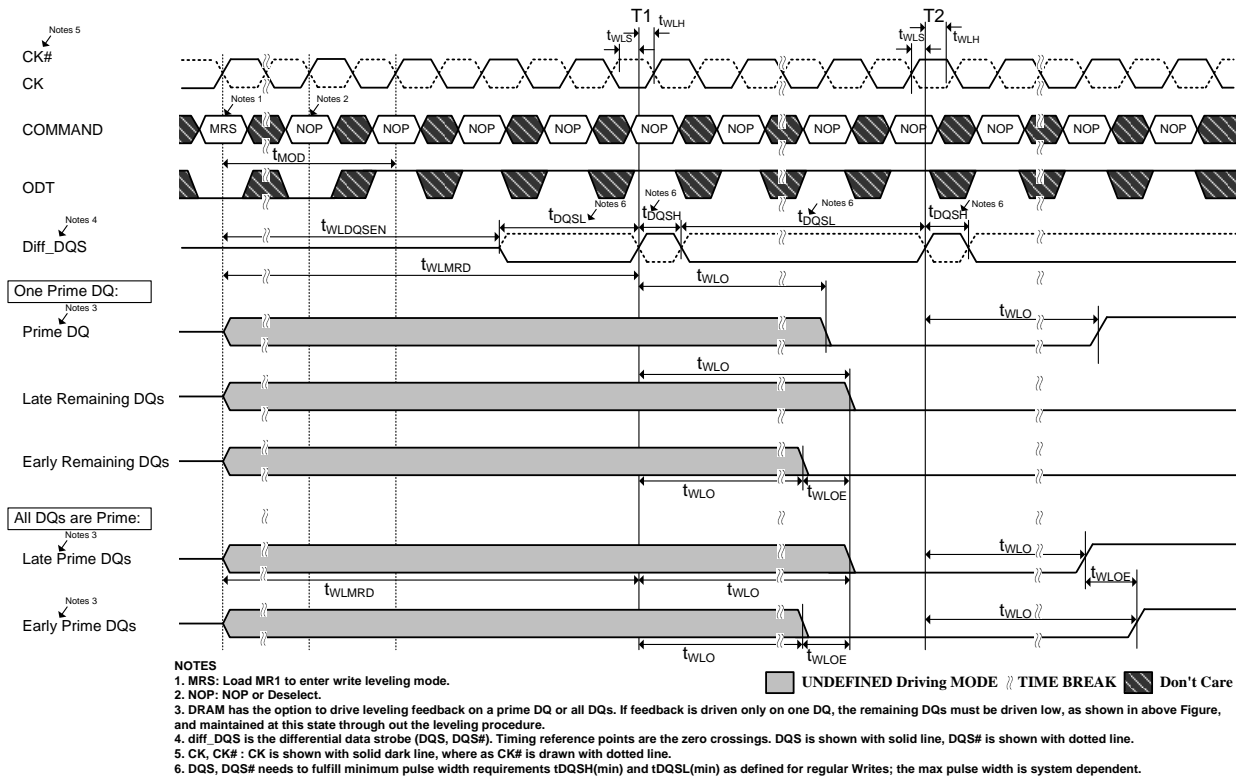 T1 T2
Notes 5
tWLS tWLH tWLS tWLH
CK#
CK
Notes 1 Notes 2
COMMAND MRS NOP NOP NOP NOP NOP NOP NOP NOP NOP NOP NOP
tMOD
ODT
Notes 4 Notes 6 Notes 6 Notes 6 Notes 6
tWLDQSEN tDQSL tDQSH tDQSL tDQSH
Diff_DQS
tWLMRD tWLO
One Prime DQ:
Notes 3
Prime DQ
tWLO
tWLO
Late Remaining DQs
Early Remaining DQs
tWLO tWLOE
All DQs are Prime:
Notes 3
Late Prime DQs
tWLO
tWLMRD tWLO tWLOE
Notes 3
Early Prime DQs
tWLO
tWLO tWLOE
NOTES
1. MRS: Load MR1 to enter write leveling mode.
UNDEFINED Driving MODE TIME BREAK Don't Care
2. NOP: NOP or Deselect.
3. DRAM has the option to drive leveling feedback on a prime DQ or all DQs. If feedback is driven only on one DQ, the remaining DQs must be driven low, as shown in above Figure,
and maintained at this state through out the leveling procedure.
4. diff_DQS is the differential data strobe (DQS, DQS#). Timing reference points are the zero crossings. DQS is shown with solid line, DQS# is shown with dotted line.
5. CK, CK# : CK is shown with solid dark line, where as CK# is drawn with dotted line.
6. DQS, DQS# needs to fulfill minimum pulse width requirements tDQSH(min) and tDQSL(min) as defined for regular Writes; the max pulse width is system dependent.